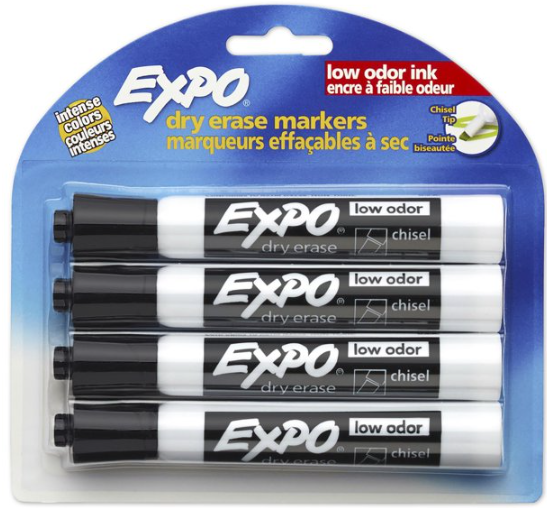 EXPO®
low odor ink
encre à faible odeur
intense
colors
couleurs
intenses
dry erase markers
marqueurs effaçables à sec
Chisel
Tip
Pointe
biseautée
EXPO®
low odor
dry erase
chisel
EXPO®
low odor
dry erase
chisel
EXPO®
low odor
dry erase
chisel
EXPO®
low odor
dry erase
chisel